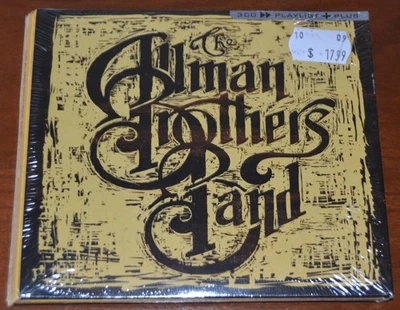 3CD ▶▶ PLAYLIST + PLUS
10 09
$ 17.99
The
Allman
Brothers
Band